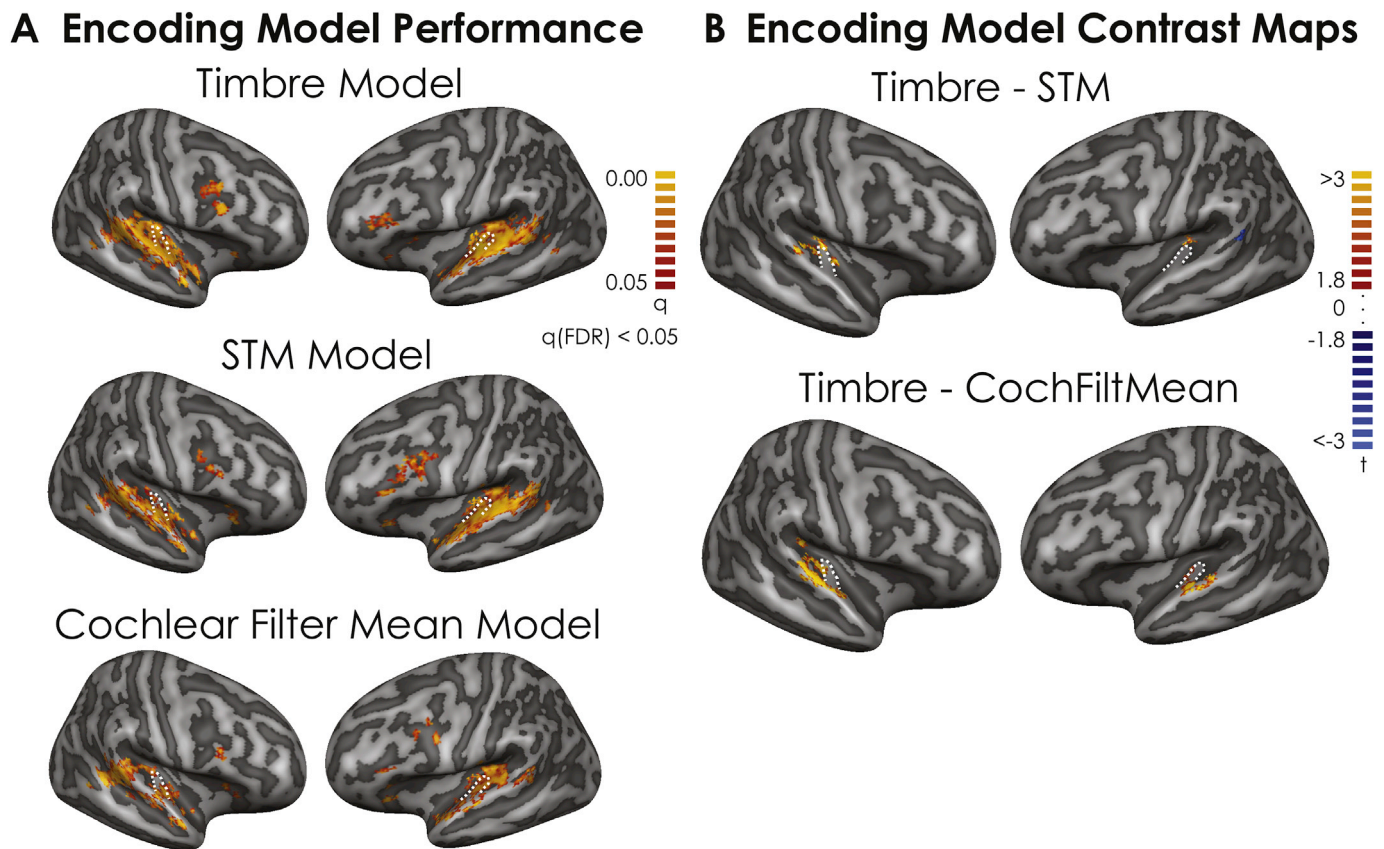 A Encoding Model Performance
Timbre Model
0.00
0.05
q
q(FDR) < 0.05
STM Model
Cochlear Filter Mean Model
B Encoding Model Contrast Maps
Timbre - STM
>3
1.8
0
-1.8
<-3
t
Timbre - CochFiltMean